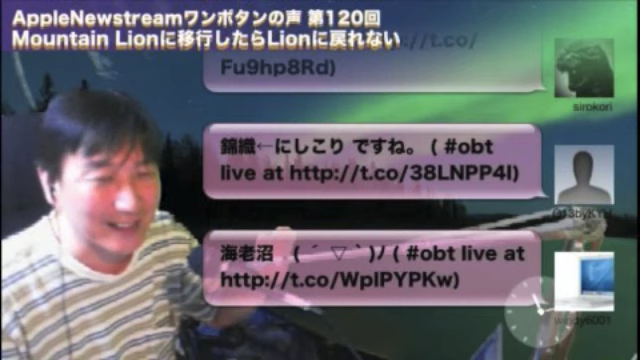 AppleNewstreamワンボタンの声 第120回
Mountain Lionに移行したらLionに戻れない
://t.co/
Fu9hp8Rd)
sirokori
錦織←にしこり ですね。 ( #obt
live at http://t.co/38LNPP4I)
海老沼 ( ´ ▽ ` )ﾉ ( #obt live at
http://t.co/WpIPYPKw)